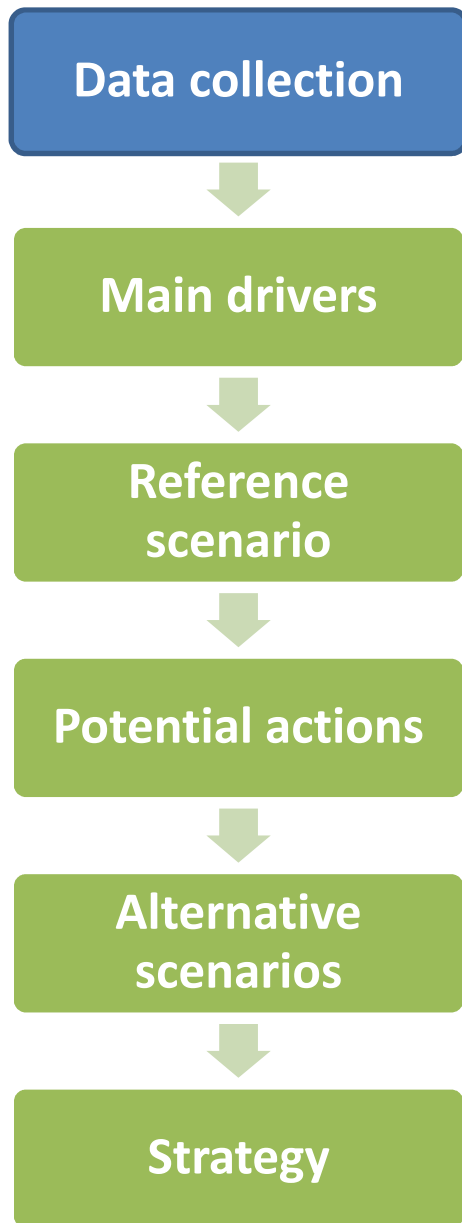 Data collection
Main drivers
Reference
scenario
Potential actions
Alternative
scenarios
Strategy